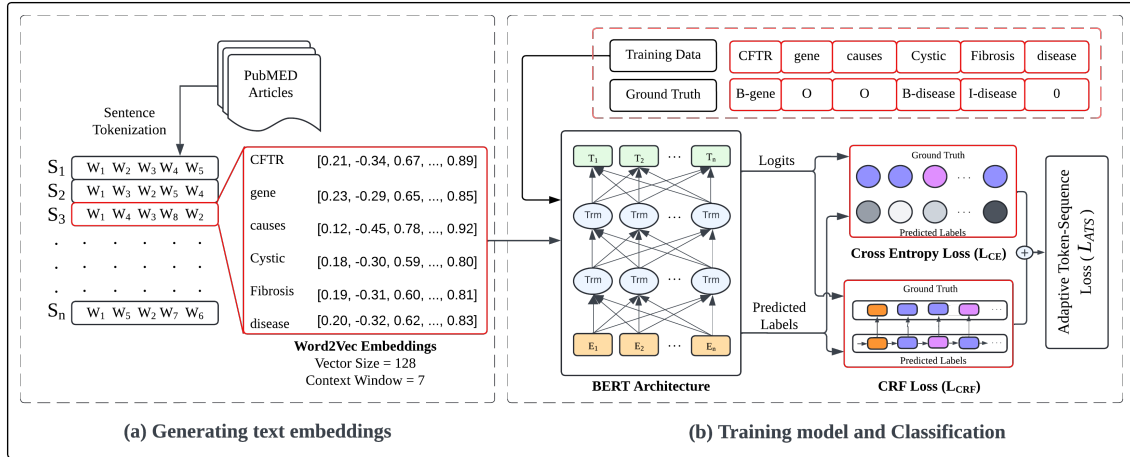 PubMED
Articles
Sentence
Tokenization
S1 W1 W2 W3 W4 W5
S2 W1 W3 W2 W5 W4
S3 W1 W4 W3 W8 W2
. . . . . .
. . . . . .
Sn W1 W5 W2 W7 W6
CFTR [0.21, -0.34, 0.67, ..., 0.89]
gene [0.23, -0.29, 0.65, ..., 0.85]
causes [0.12, -0.45, 0.78, ..., 0.92]
Cystic [0.18, -0.30, 0.59, ..., 0.80]
Fibrosis [0.19, -0.31, 0.60, ..., 0.81]
disease [0.20, -0.32, 0.62, ..., 0.83]
Word2Vec Embeddings
Vector Size = 128
Context Window = 7
(a) Generating text embeddings
Training Data CFTR gene causes Cystic Fibrosis disease
Ground Truth B-gene O O B-disease I-disease 0
T1 T2 ... Tn
Trm Trm ... Trm
Trm Trm ... Trm
E1 E2 ... En
BERT Architecture
Logits
Predicted
Labels
Ground Truth
...
...
Predicted Labels
Cross Entropy Loss (LCE)
Ground Truth
...
...
Predicted Labels
CRF Loss (LCRF)
+
Adaptive Token-Sequence
Loss ( LATS )
(b) Training model and Classification